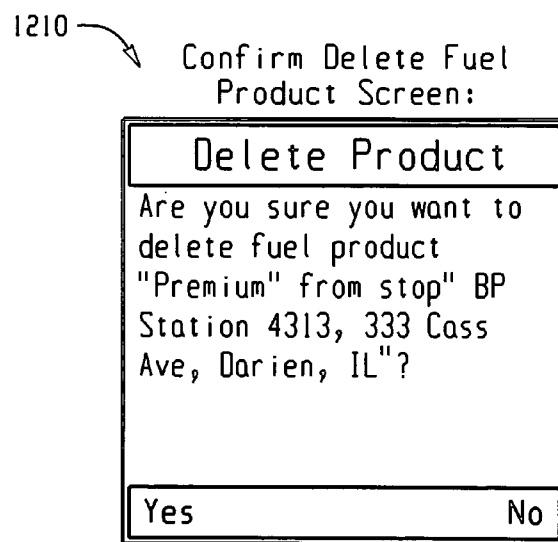 1210
Confirm Delete Fuel
Product Screen:
Delete Product
Are you sure you want to
delete fuel product
"Premium" from stop" BP
Station 4313, 333 Cass
Ave, Darien, IL"?
Yes No